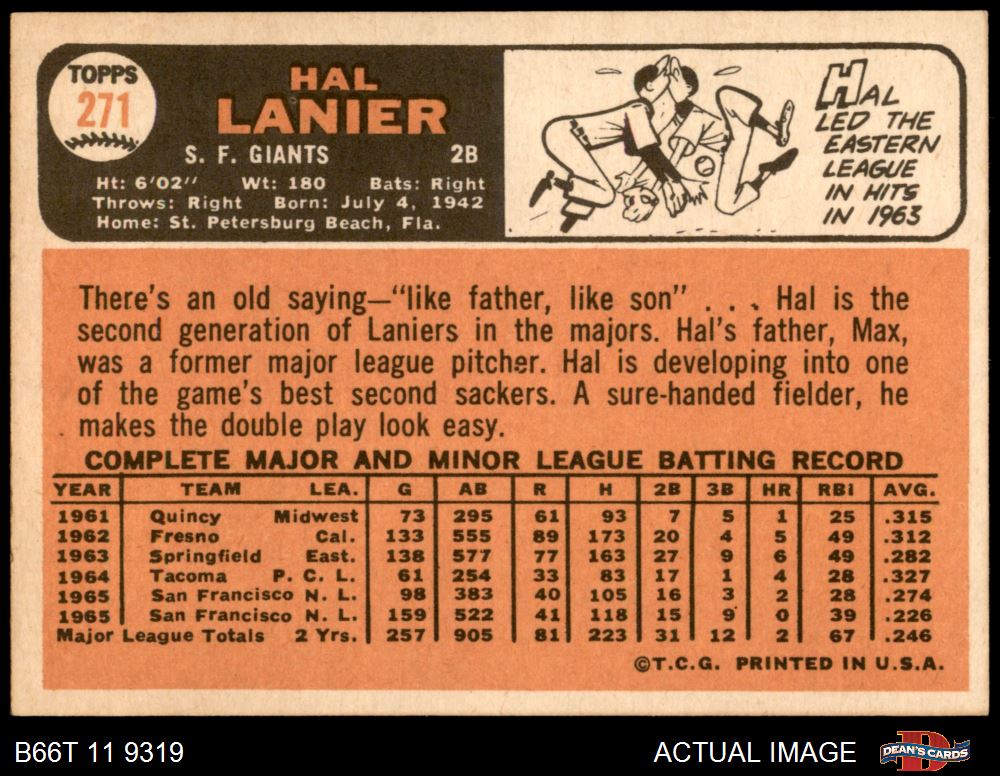 TOPPS
271
HAL
LANIER
S. F. GIANTS 2B
Ht: 6'02" Wt: 180 Bats: Right
Throws: Right Born: July 4, 1942
Home: St. Petersburg Beach, Fla.
HAL
LED THE
EASTERN
LEAGUE
IN HITS
IN 1963
There's an old saying—"like father, like son" . . . Hal is the
second generation of Laniers in the majors. Hal's father, Max,
was a former major league pitcher. Hal is developing into one
of the game's best second sackers. A sure-handed fielder, he
makes the double play look easy.
COMPLETE MAJOR AND MINOR LEAGUE BATTING RECORD
YEAR TEAM LEA. G AB R H 2B 3B HR RBI AVG.
1961 Quincy Midwest 73 295 61 93 7 5 1 25 .315
1962 Fresno Cal. 133 555 89 173 20 4 5 49 .312
1963 Springfield East. 138 577 77 163 27 9 6 49 .282
1964 Tacoma P. C. L. 61 254 33 83 17 1 4 28 .327
1965 San Francisco N. L. 98 383 40 105 16 3 2 28 .274
1965 San Francisco N. L. 159 522 41 118 15 9 0 39 .226
Major League Totals 2 Yrs. 257 905 81 223 31 12 2 67 .246
©T.C.G. PRINTED IN U.S.A.
B66T 11 9319 ACTUAL IMAGE DEAN'S CARDS